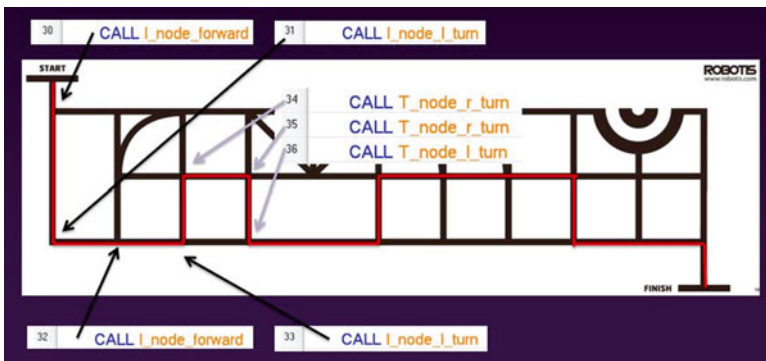 30 CALL l_node_forward 31 CALL l_node_l_turn
START ROBOTIS
www.robotis.com
34 CALL T_node_r_turn
35 CALL T_node_r_turn
36 CALL T_node_l_turn
FINISH
32 CALL l_node_forward 33 CALL l_node_l_turn